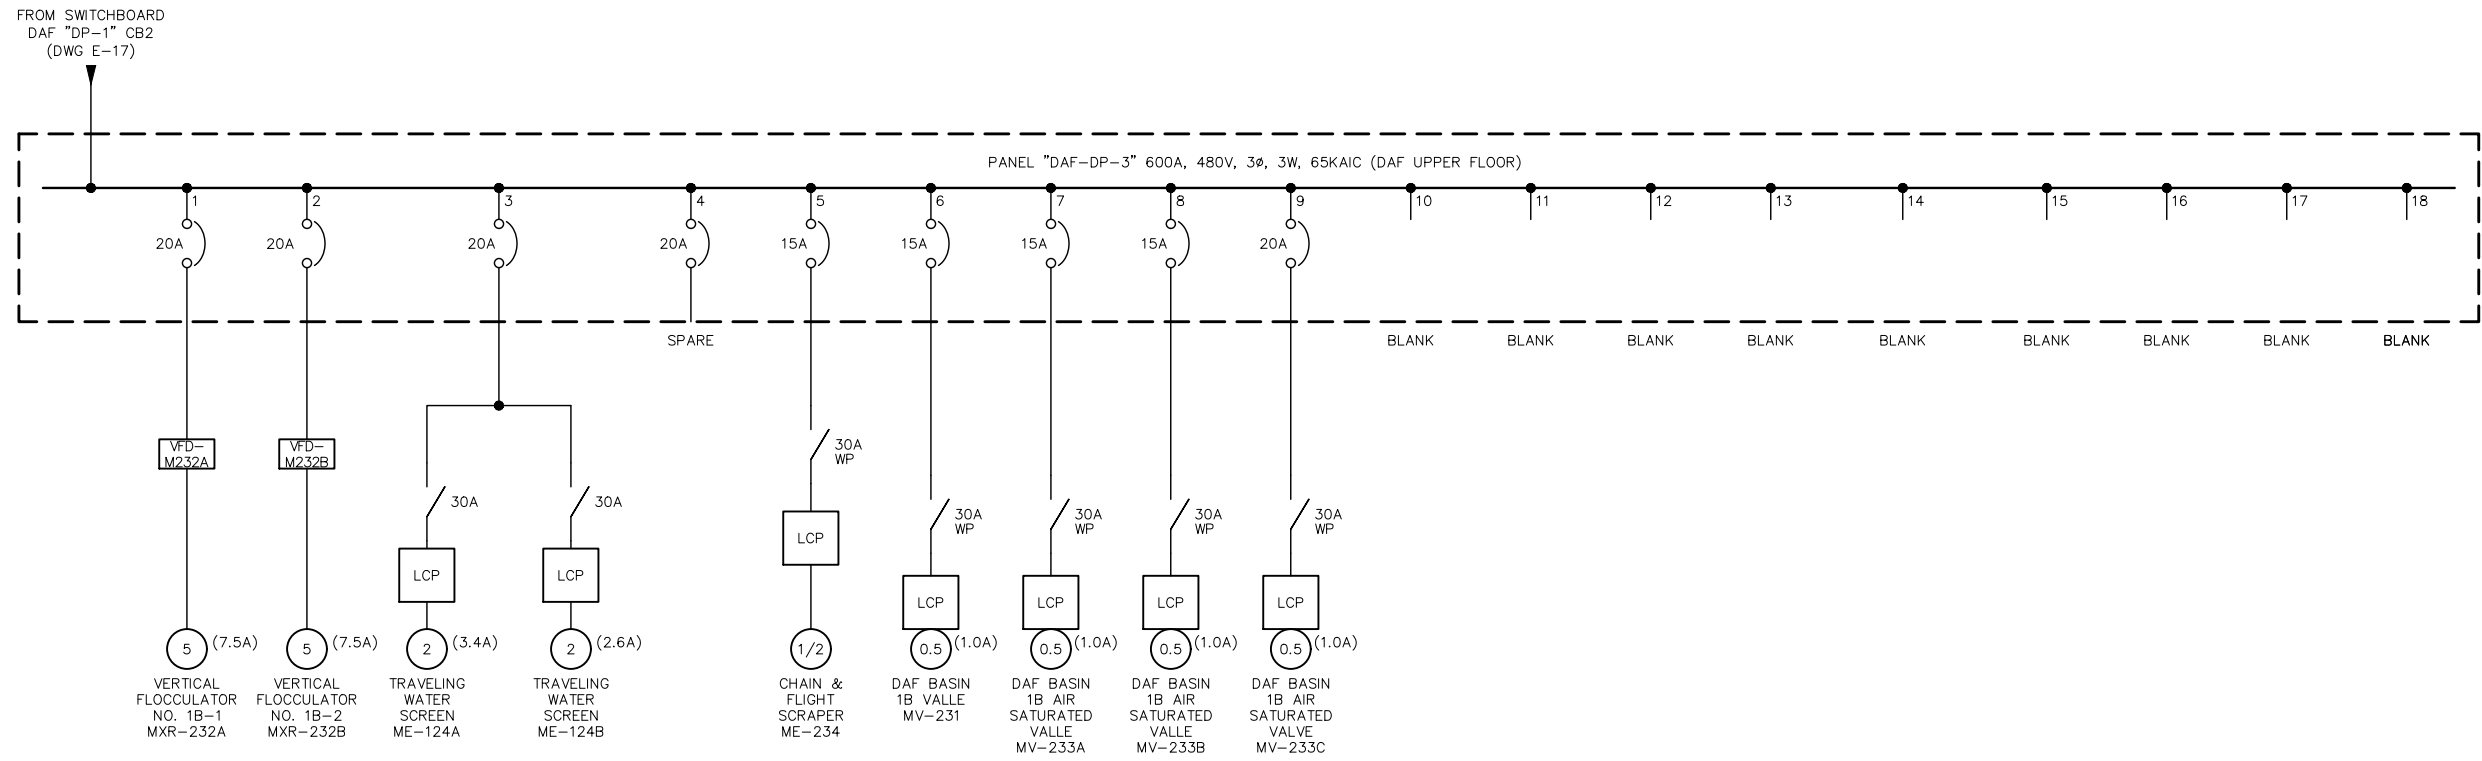 FROM SWITCHBOARD
DAF "DP-1" CB2
(DWG E-17)
PANEL "DAF-DP-3" 600A, 480V, 3ø, 3W, 65KAIC (DAF UPPER FLOOR)
1
2
3
4
5
6
7
8
9
10
11
12
13
14
15
16
17
18
20A
20A
20A
20A
15A
15A
15A
15A
20A
SPARE
BLANK
BLANK
BLANK
BLANK
BLANK
BLANK
BLANK
BLANK
BLANK
VFD-
M232A
VFD-
M232B
30A
30A
30A
WP
30A
WP
30A
WP
30A
WP
30A
WP
LCP
LCP
LCP
LCP
LCP
LCP
LCP
5
(7.5A)
5
(7.5A)
2
(3.4A)
2
(2.6A)
1/2
0.5
(1.0A)
0.5
(1.0A)
0.5
(1.0A)
0.5
(1.0A)
VERTICAL
FLOCCULATOR
NO. 1B-1
MXR-232A
VERTICAL
FLOCCULATOR
NO. 1B-2
MXR-232B
TRAVELING
WATER
SCREEN
ME-124A
TRAVELING
WATER
SCREEN
ME-124B
CHAIN &
FLIGHT
SCRAPER
ME-234
DAF BASIN
1B VALLE
MV-231
DAF BASIN
1B AIR
SATURATED
VALLE
MV-233A
DAF BASIN
1B AIR
SATURATED
VALLE
MV-233B
DAF BASIN
1B AIR
SATURATED
VALVE
MV-233C